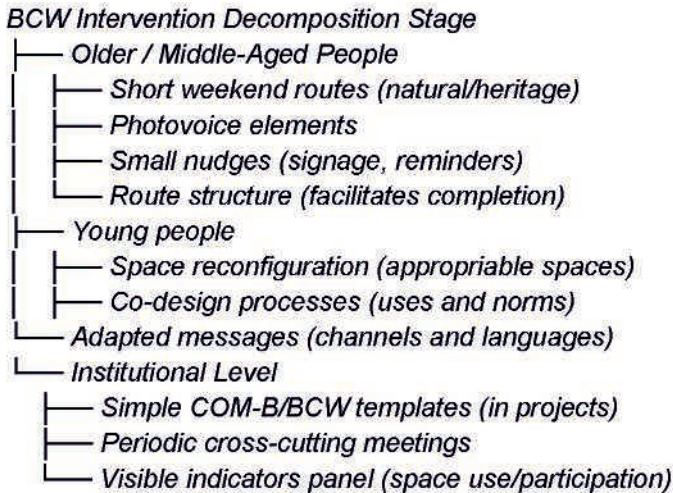 BCW Intervention Decomposition Stage
├── Older / Middle-Aged People
│ ├── Short weekend routes (natural/heritage)
│ ├── Photovoice elements
│ ├── Small nudges (signage, reminders)
│ └── Route structure (facilitates completion)
├── Young people
│ ├── Space reconfiguration (appropriable spaces)
│ ├── Co-design processes (uses and norms)
└── Adapted messages (channels and languages)
└── Institutional Level
├── Simple COM-B/BCW templates (in projects)
├── Periodic cross-cutting meetings
└── Visible indicators panel (space use/participation)